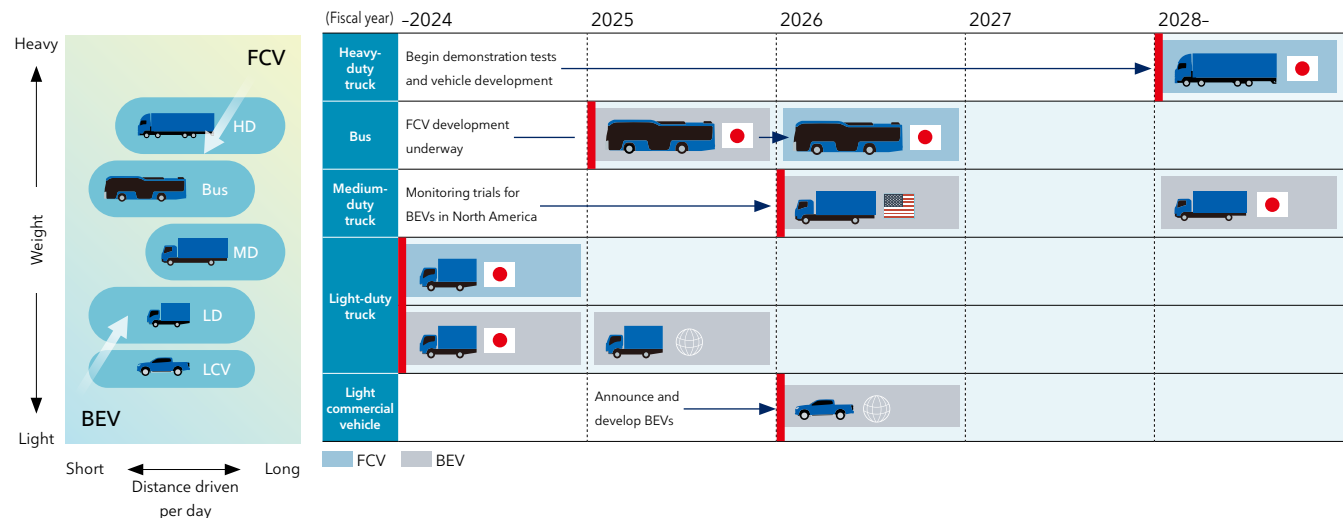 Heavy
Weight
Light
FCV
HD
Bus
MD
LD
LCV
BEV
Short
Long
Distance driven
per day
(Fiscal year)
–2024
2025
2026
2027
2028–
Heavy-
duty
truck
Begin demonstration tests
and vehicle development
Bus
FCV development
underway
Medium-
duty
truck
Monitoring trials for
BEVs in North America
Light-duty
truck
Light
commercial
vehicle
Announce and
develop BEVs
FCV
BEV